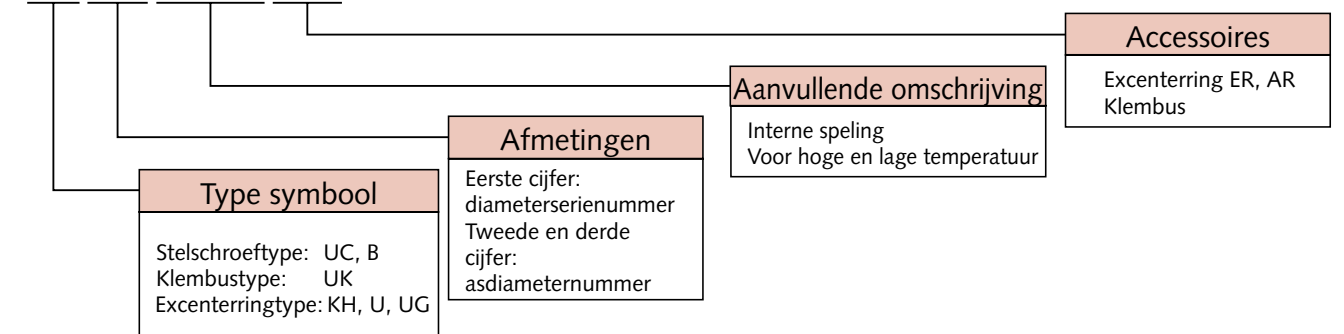 Accessoires
Excenterring ER, AR
Klembus
Aanvullende omschrijving
Interne speling
Voor hoge en lage temperatuur
Afmetingen
Eerste cijfer:
diameterserienummer
Tweede en derde
cijfer:
asdiameternummer
Type symbool
Stelschroeftype: UC, B
Klembustype: UK
Excenterringtype: KH, U, UG